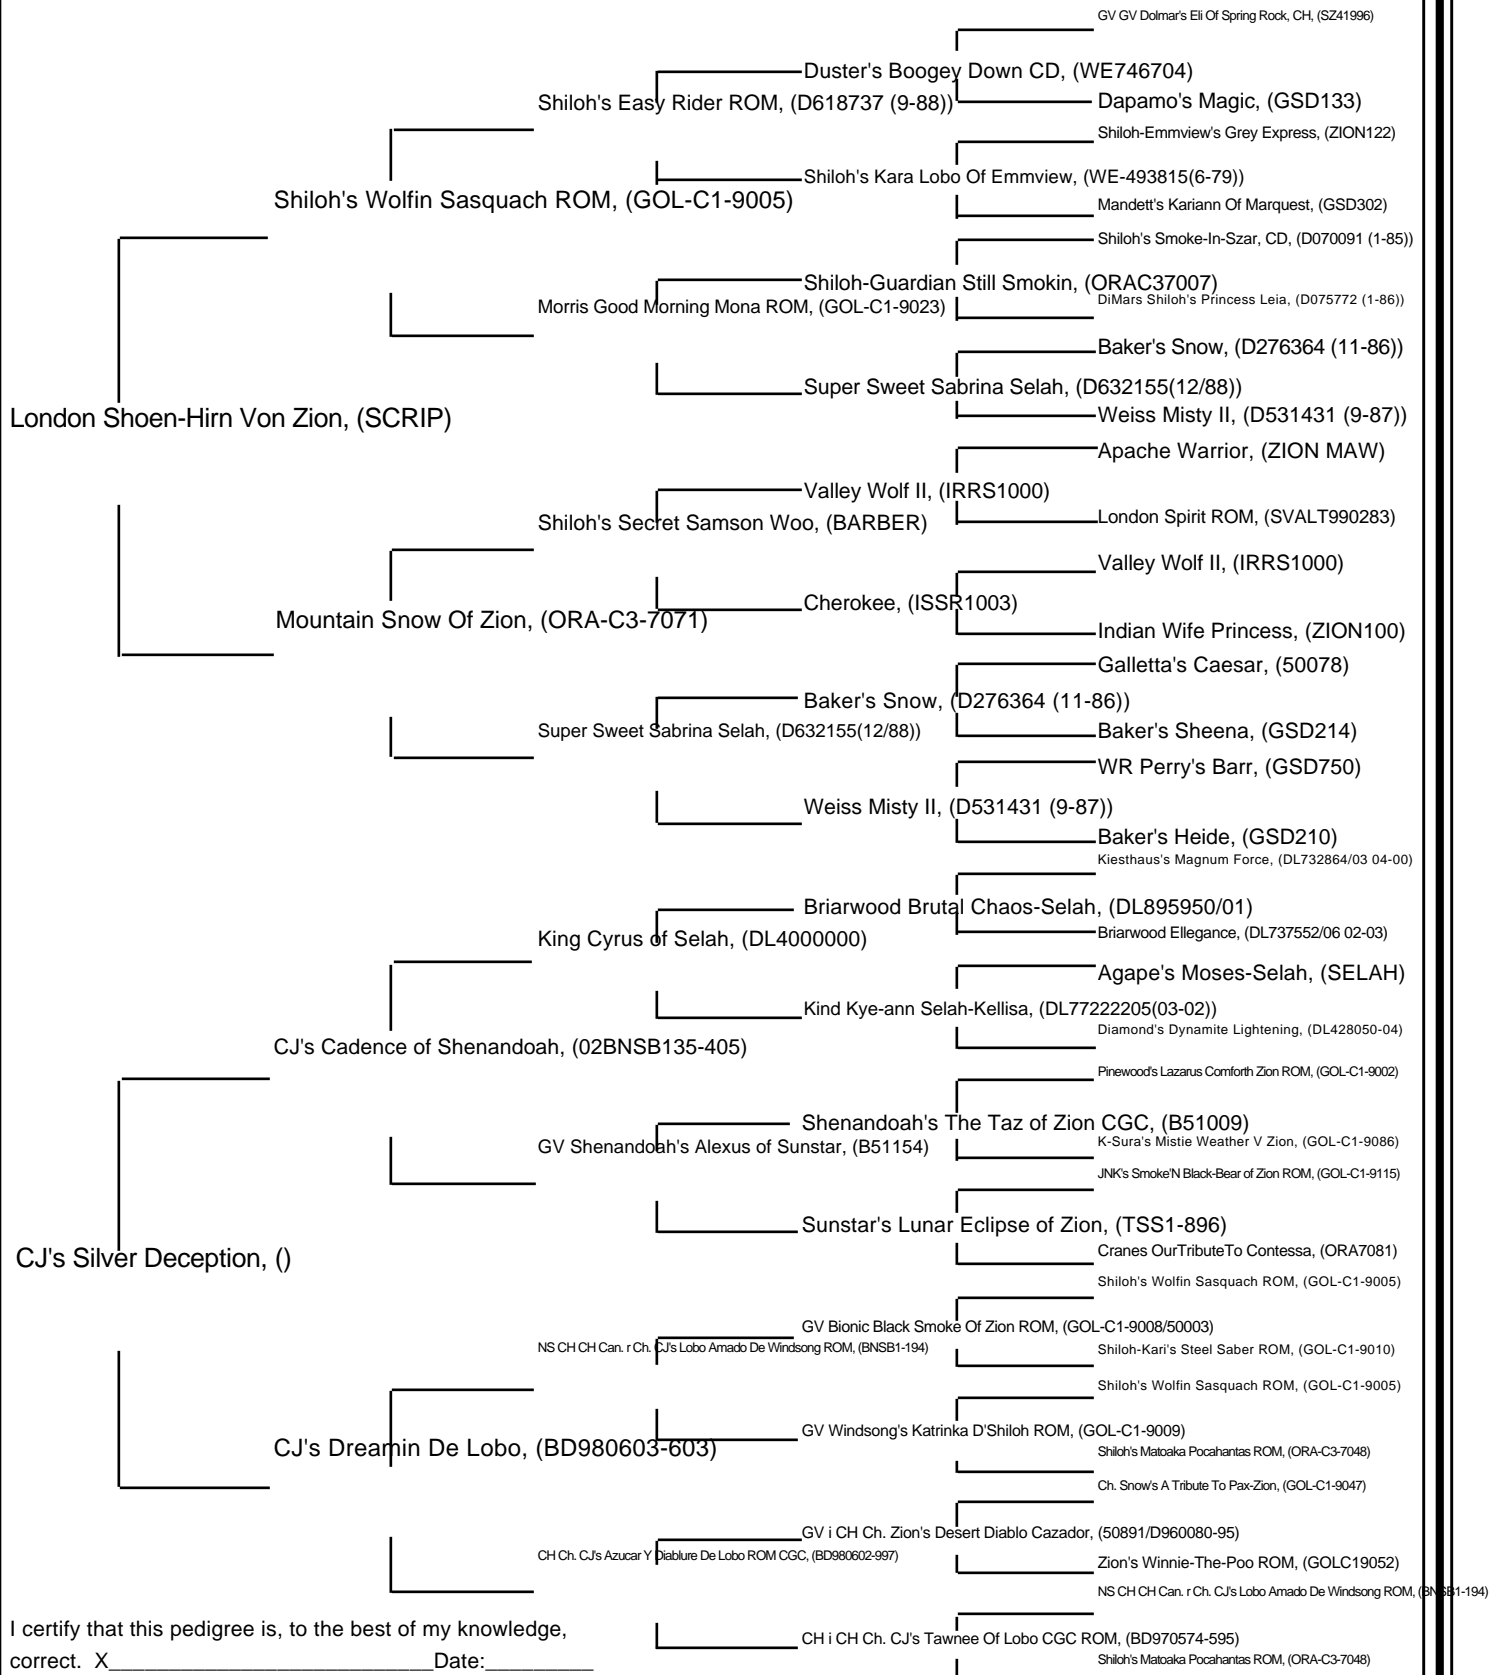 GV GV Dolmar's Eli Of Spring Rock, CH, (SZ41996)
Duster's Boogey Down CD, (WE746704)
Shiloh's Easy Rider ROM, (D618737 (9-88))
Dapamo's Magic, (GSD133)
Shiloh-Emmview's Grey Express, (ZION122)
Shiloh's Kara Lobo Of Emmview, (WE-493815(6-79))
Shiloh's Wolfin Sasquach ROM, (GOL-C1-9005)
Mandett's Kariann Of Marquest, (GSD302)
Shiloh's Smoke-In-Szar, CD, (D070091 (1-85))
Shiloh-Guardian Still Smokin, (ORAC37007)
Morris Good Morning Mona ROM, (GOL-C1-9023)
DiMars Shiloh's Princess Leia, (D075772 (1-86))
Baker's Snow, (D276364 (11-86))
Super Sweet Sabrina Selah, (D632155(12/88))
London Shoen-Hirn Von Zion, (SCRIP)
Weiss Misty II, (D531431 (9-87))
Apache Warrior, (ZION MAW)
Valley Wolf II, (IRRS1000)
Shiloh's Secret Samson Woo, (BARBER)
London Spirit ROM, (SVALT990283)
Valley Wolf II, (IRRS1000)
Cherokee, (ISSR1003)
Mountain Snow Of Zion, (ORA-C3-7071)
Indian Wife Princess, (ZION100)
Galletta's Caesar, (50078)
Baker's Snow, (D276364 (11-86))
Super Sweet Sabrina Selah, (D632155(12/88))
Baker's Sheena, (GSD214)
WR Perry's Barr, (GSD750)
Weiss Misty II, (D531431 (9-87))
Baker's Heide, (GSD210)
Kiesthaus's Magnum Force, (DL732864/03 04-00)
Briarwood Brutal Chaos-Selah, (DL895950/01)
King Cyrus of Selah, (DL4000000)
Briarwood Ellegance, (DL737552/06 02-03)
Agape's Moses-Selah, (SELAH)
Kind Kye-ann Selah-Kellisa, (DL77222205(03-02))
Diamond's Dynamite Lightening, (DL428050-04)
CJ's Cadence of Shenandoah, (02BNSB135-405)
Pinewood's Lazarus Comforth Zion ROM, (GOL-C1-9002)
Shenandoah's The Taz of Zion CGC, (B51009)
GV Shenandoah's Alexus of Sunstar, (B51154)
K-Sura's Mistie Weather V Zion, (GOL-C1-9086)
JNK's Smoke'N Black-Bear of Zion ROM, (GOL-C1-9115)
Sunstar's Lunar Eclipse of Zion, (TSS1-896)
CJ's Silver Deception, ()
Cranes OurTributeTo Contessa, (ORA7081)
Shiloh's Wolfin Sasquach ROM, (GOL-C1-9005)
GV Bionic Black Smoke Of Zion ROM, (GOL-C1-9008/50003)
NS CH CH Can. r Ch. CJ's Lobo Amado De Windsong ROM, (BNSB1-194)
Shiloh-Kari's Steel Saber ROM, (GOL-C1-9010)
Shiloh's Wolfin Sasquach ROM, (GOL-C1-9005)
GV Windsong's Katrinka D'Shiloh ROM, (GOL-C1-9009)
CJ's Dreamin De Lobo, (BD980603-603)
Shiloh's Matoaka Pocahantas ROM, (ORA-C3-7048)
Ch. Snow's A Tribute To Pax-Zion, (GOL-C1-9047)
GV i CH Ch. Zion's Desert Diablo Cazador, (50891/D960080-95)
CH Ch. CJ's Azucar Y Diablure De Lobo ROM CGC, (BD980602-997)
Zion's Winnie-The-Poo ROM, (GOLC19052)
NS CH CH Can. r Ch. CJ's Lobo Amado De Windsong ROM, (BNSB1-194)
I certify that this pedigree is, to the best of my knowledge,
CH i CH Ch. CJ's Tawnee Of Lobo CGC ROM, (BD970574-595)
correct. X___________________________Date:_________
Shiloh's Matoaka Pocahantas ROM, (ORA-C3-7048)